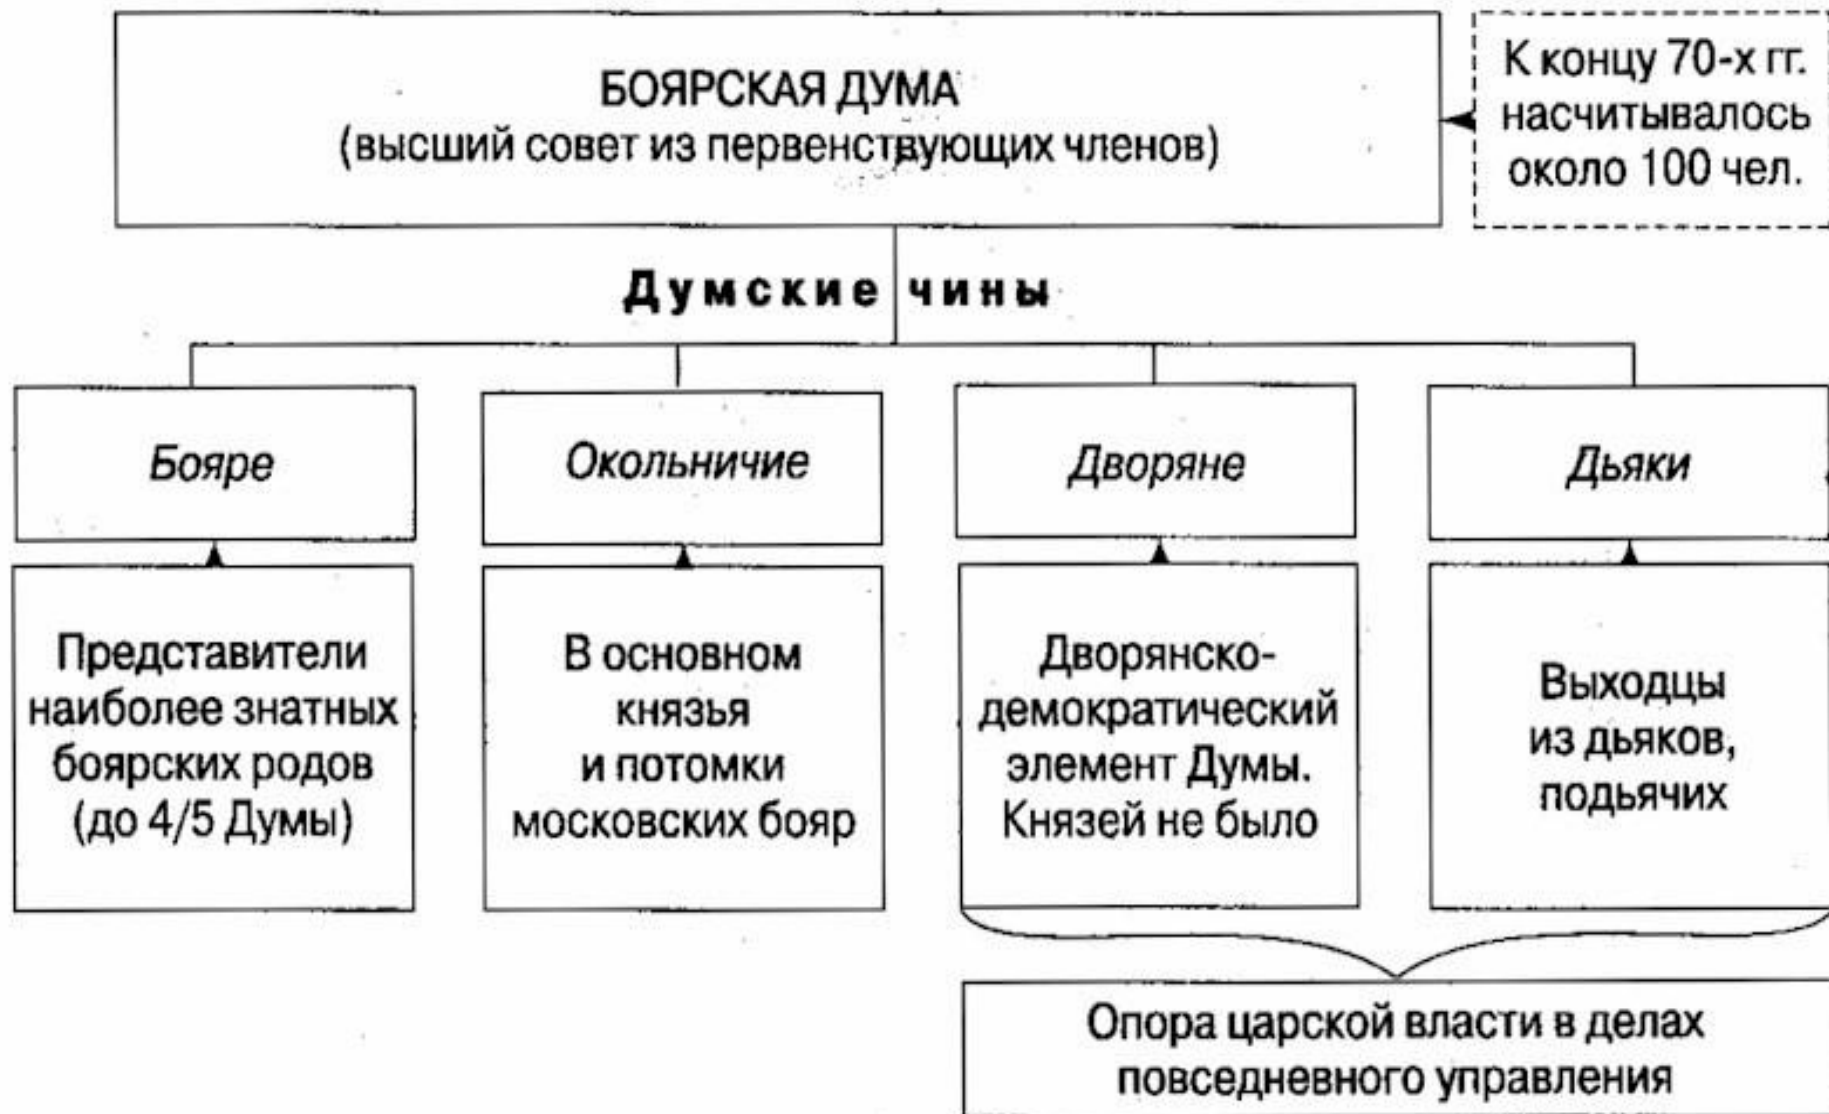 БОЯРСКАЯ ДУМА
(высший совет из первенствующих членов)
К концу 70-х гг.
насчитывалось
около 100 чел.
Думские чины
Бояре
Окольничие
Дворяне
Дьяки
Представители
наиболее знатных
боярских родов
(до 4/5 Думы)
В основном
князья
и потомки
московских бояр
Дворянско-
демократический
элемент Думы.
Князей не было
Выходцы
из дьяков,
подьячих
Опора царской власти в делах
повседневного управления